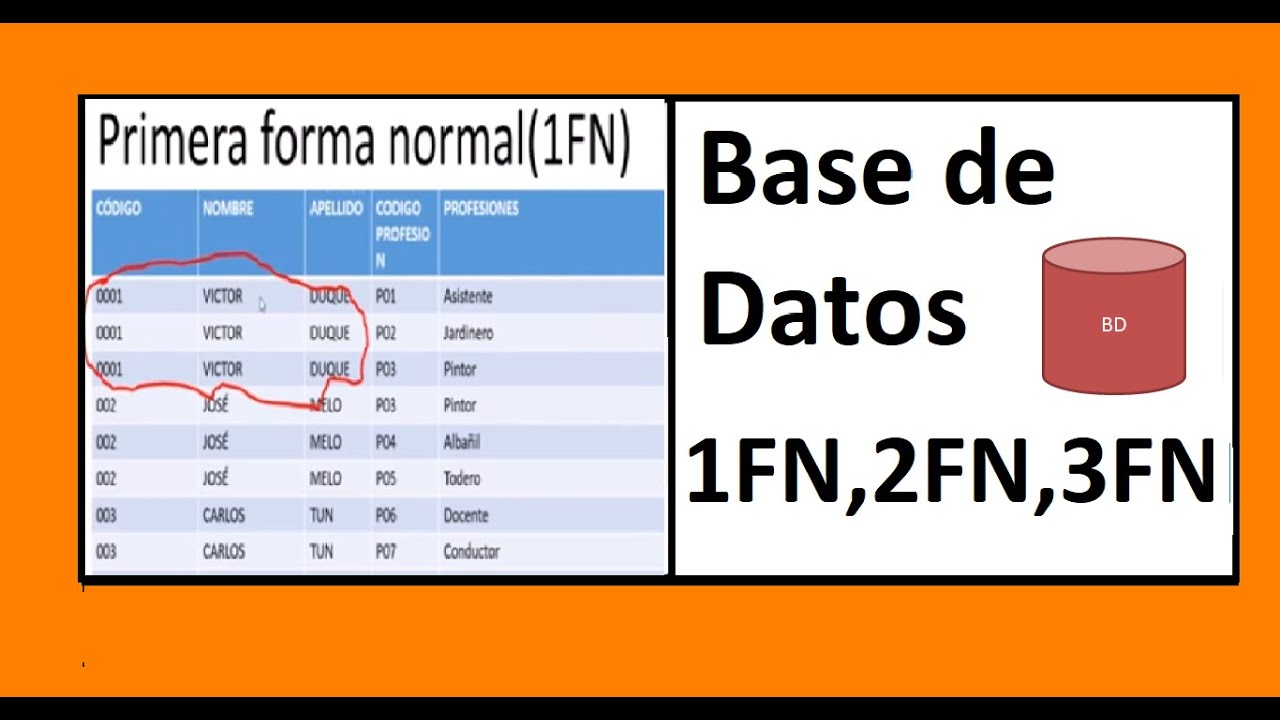 Primera forma normal(1FN)
CÓDIGO NOMBRE APELLIDO CODIGO PROFESIONES
PROFESIO
N
0001 VICTOR DUQUE P01 Asistente
0001 VICTOR DUQUE P02 Jardinero
0001 VICTOR DUQUE P03 Pintor
002 JOSÉ MELO P03 Pintor
002 JOSÉ MELO P04 Albañil
002 JOSÉ MELO P05 Todero
003 CARLOS TUN P06 Docente
003 CARLOS TUN P07 Conductor
Base de
Datos
BD
1FN,2FN,3FN